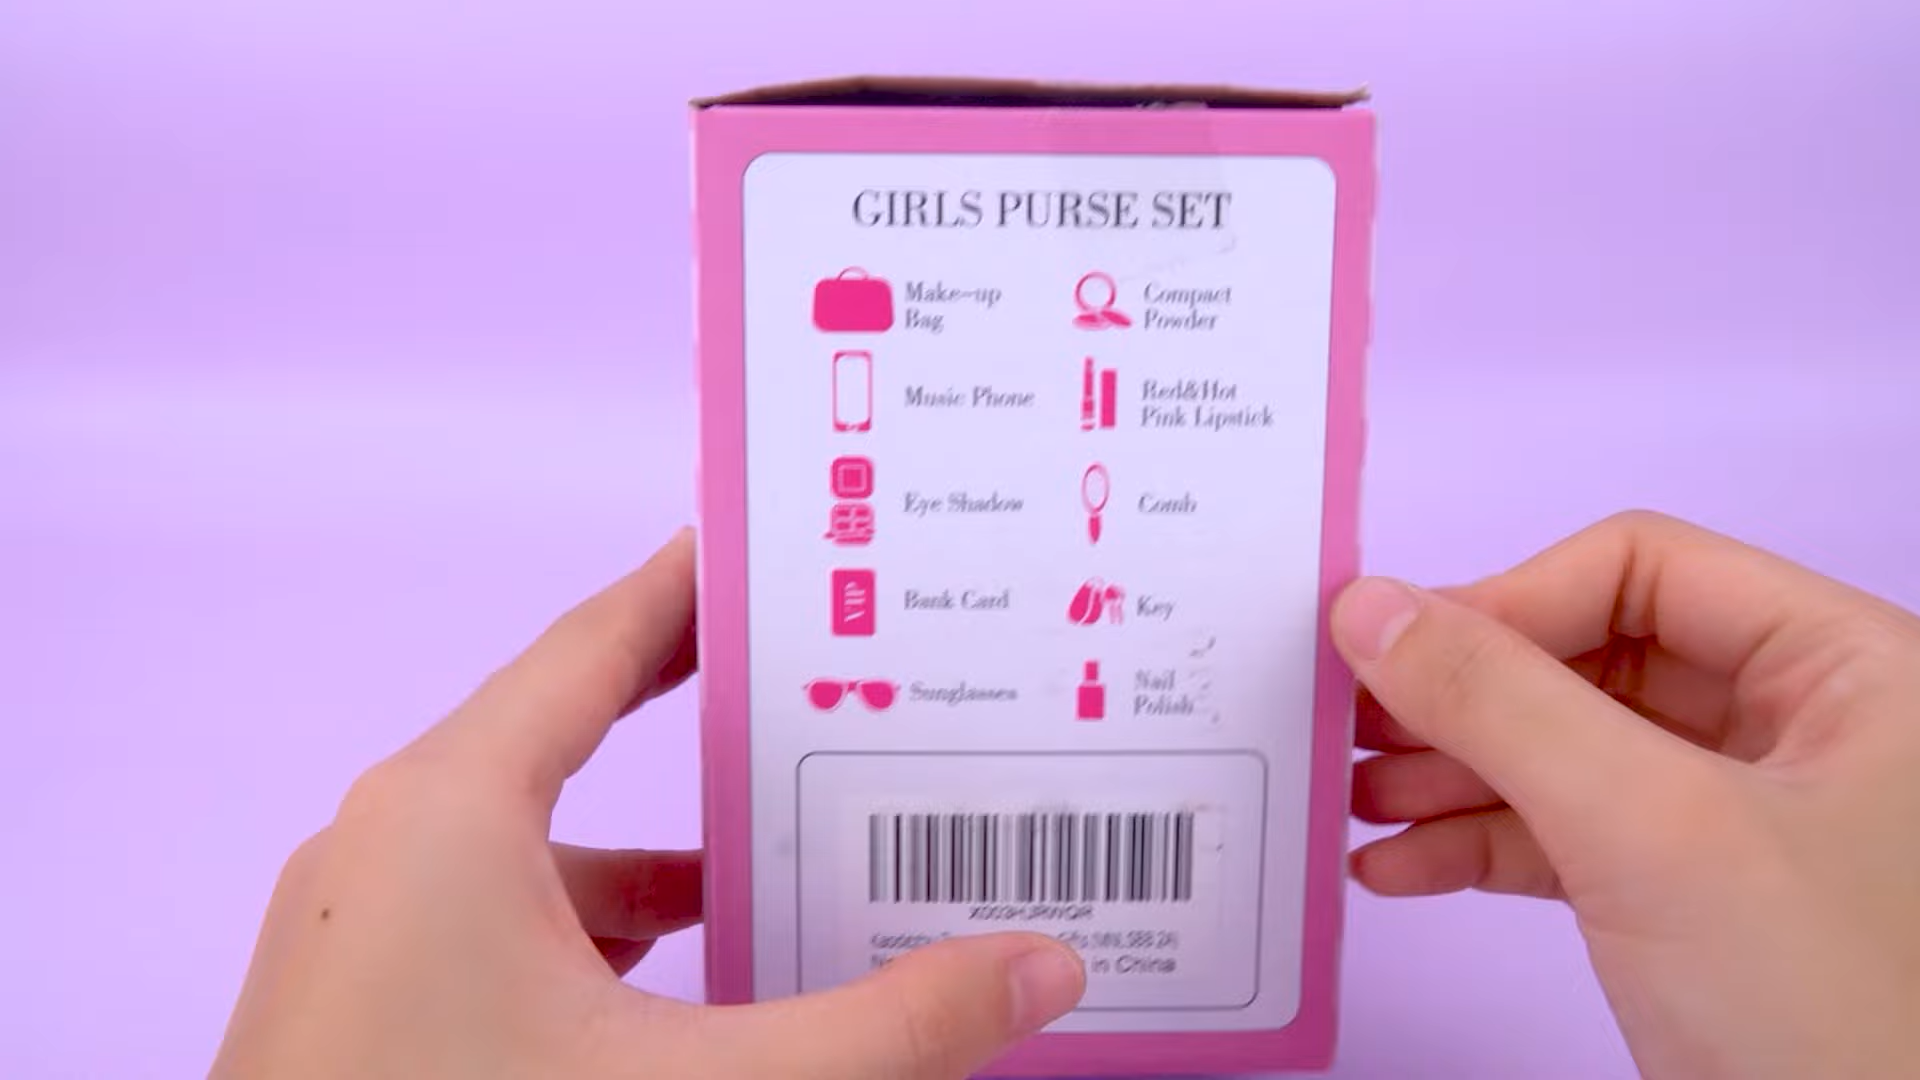 GIRLS PURSE SET
Make-up
Bag
Compact
Powder
Music Phone
Red&Hot
Pink Lipstick
Eye Shadow
Comb
VIP
Bank Card
Key
Sunglasses
Nail
Polish
in China